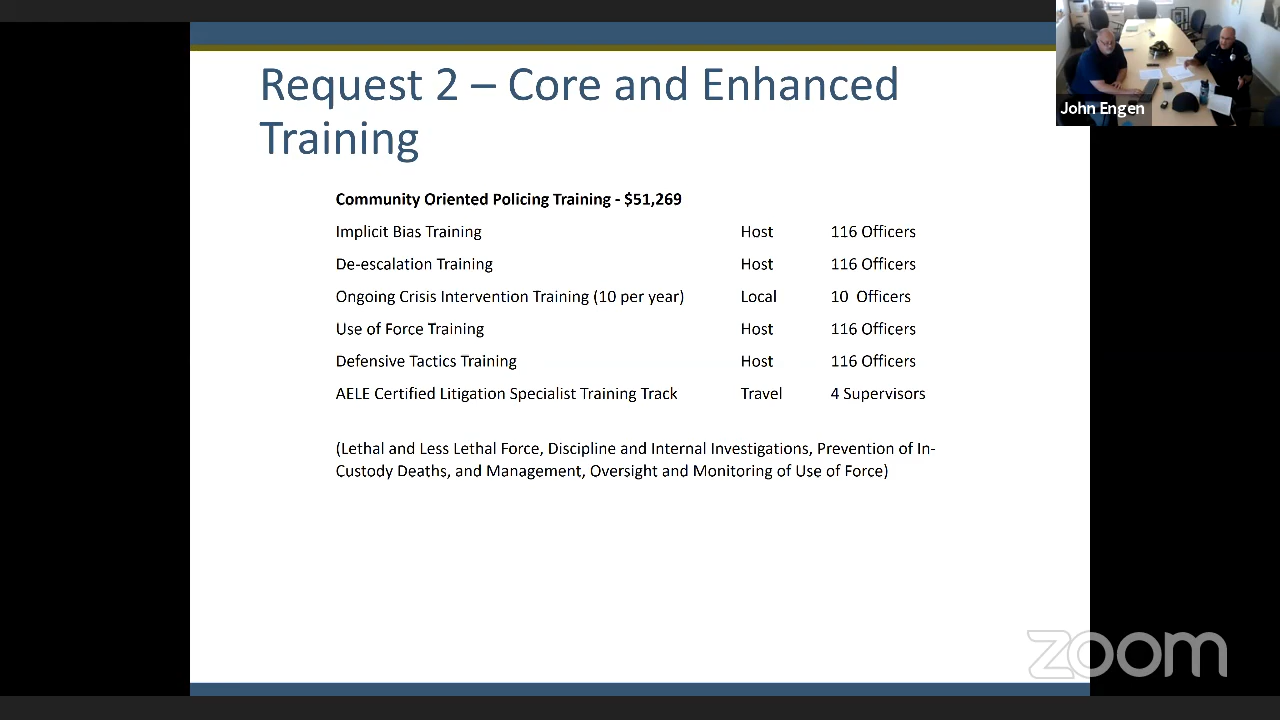 Request 2 – Core and Enhanced
Training
John Engen
Community Oriented Policing Training - $51,269
Implicit Bias Training Host 116 Officers
De-escalation Training Host 116 Officers
Ongoing Crisis Intervention Training (10 per year) Local 10 Officers
Use of Force Training Host 116 Officers
Defensive Tactics Training Host 116 Officers
AELE Certified Litigation Specialist Training Track Travel 4 Supervisors
(Lethal and Less Lethal Force, Discipline and Internal Investigations, Prevention of In-
Custody Deaths, and Management, Oversight and Monitoring of Use of Force)
zoom